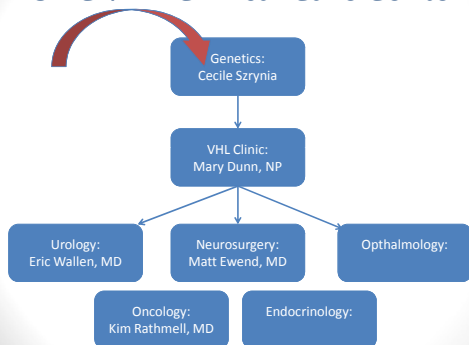 Genetics:
Cecile Szrynia
VHL Clinic:
Mary Dunn, NP
Urology:
Eric Wallen, MD
Neurosurgery:
Matt Ewend, MD
Opthalmology:
Oncology:
Kim Rathmell, MD
Endocrinology: